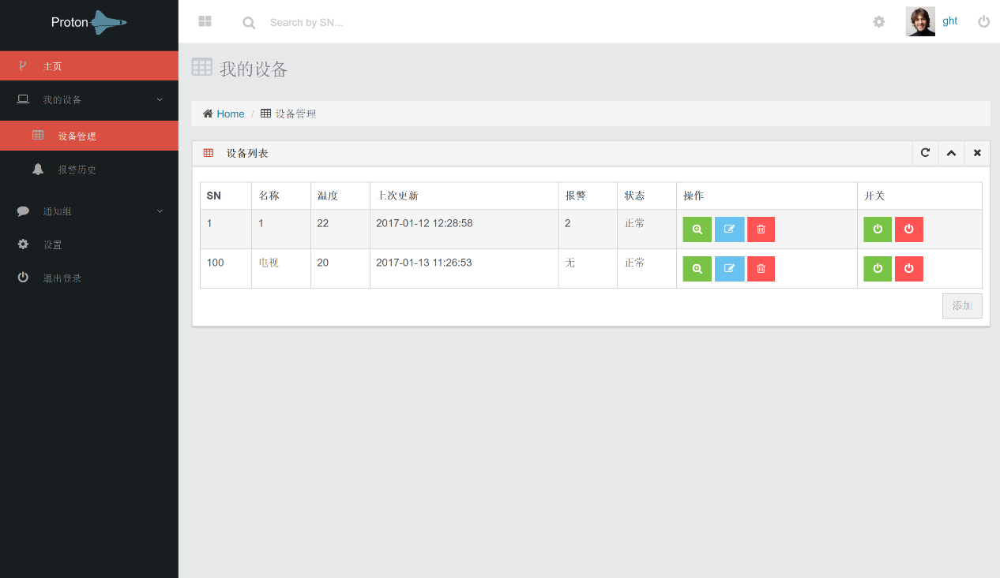 Proton
Search by SN...
ght
主页
我的设备
设备管理
报警历史
通知组
设置
退出登录
我的设备
Home / 设备管理
设备列表
SN 名称 温度 上次更新 报警 状态 操作 开关
1 1 22 2017-01-12 12:28:58 2 正常
100 电视 20 2017-01-13 11:26:53 无 正常
添加